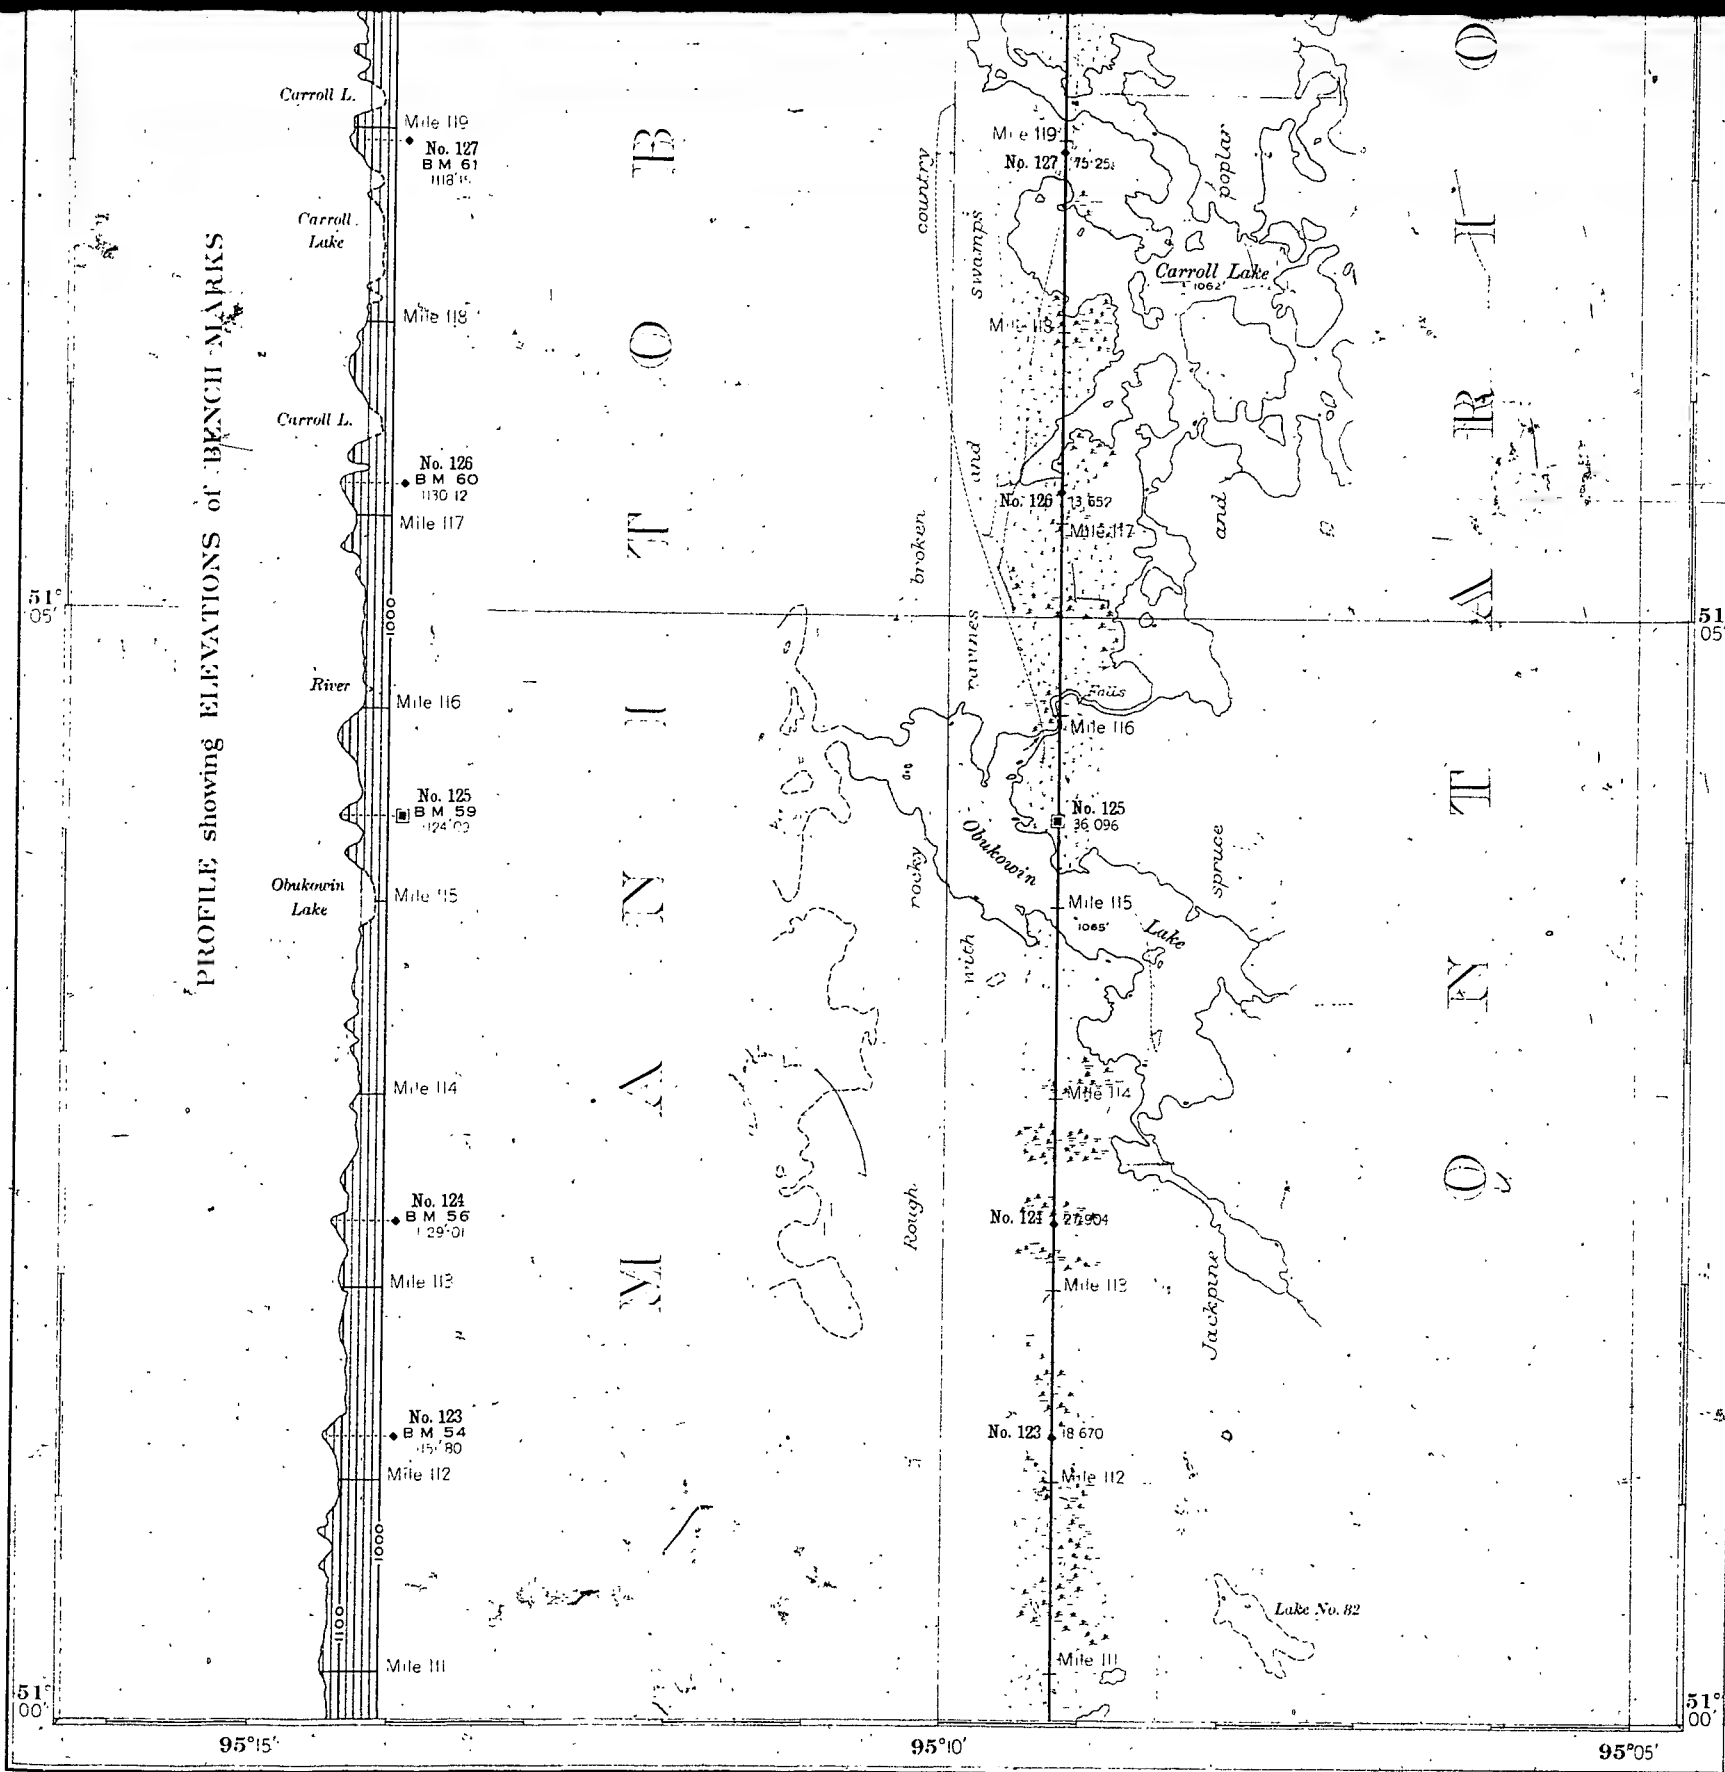 PROFILE showing ELEVATIONS of BENCH-MARKS
Carroll L.
Mile 119
No. 127
B M 61
Carroll
Lake
Mile 118
Carroll L.
No. 126
B M 60
1130 12
Mile 117
1000
River
Mile 116
No. 125
B M 59
Obukowin
Lake
Mile 115
Mile 114
No. 124
B M 56
Mile 113
No. 123
B M 54
Mile 112
1000
1100
Mile 111
MANITOB
ONTARIO
Rough
rocky
broken
country
with
ravines
and
swamps
Jackpine
spruce
and
poplar
Mile 119
No. 127
Carroll Lake
1062'
Mile 118
No. 126
13 652
Mile 117
Falls
Mile 116
No. 125
36 096
Obukowin
Lake
Mile 115
1065'
Mile 114
No. 124
27 904
Mile 113
No. 123
18 670
Mile 112
Lake No. 82
Mile 111
51°
05'
51
05'
51°
00'
51°
00'
95°15'
95°10'
95°05'